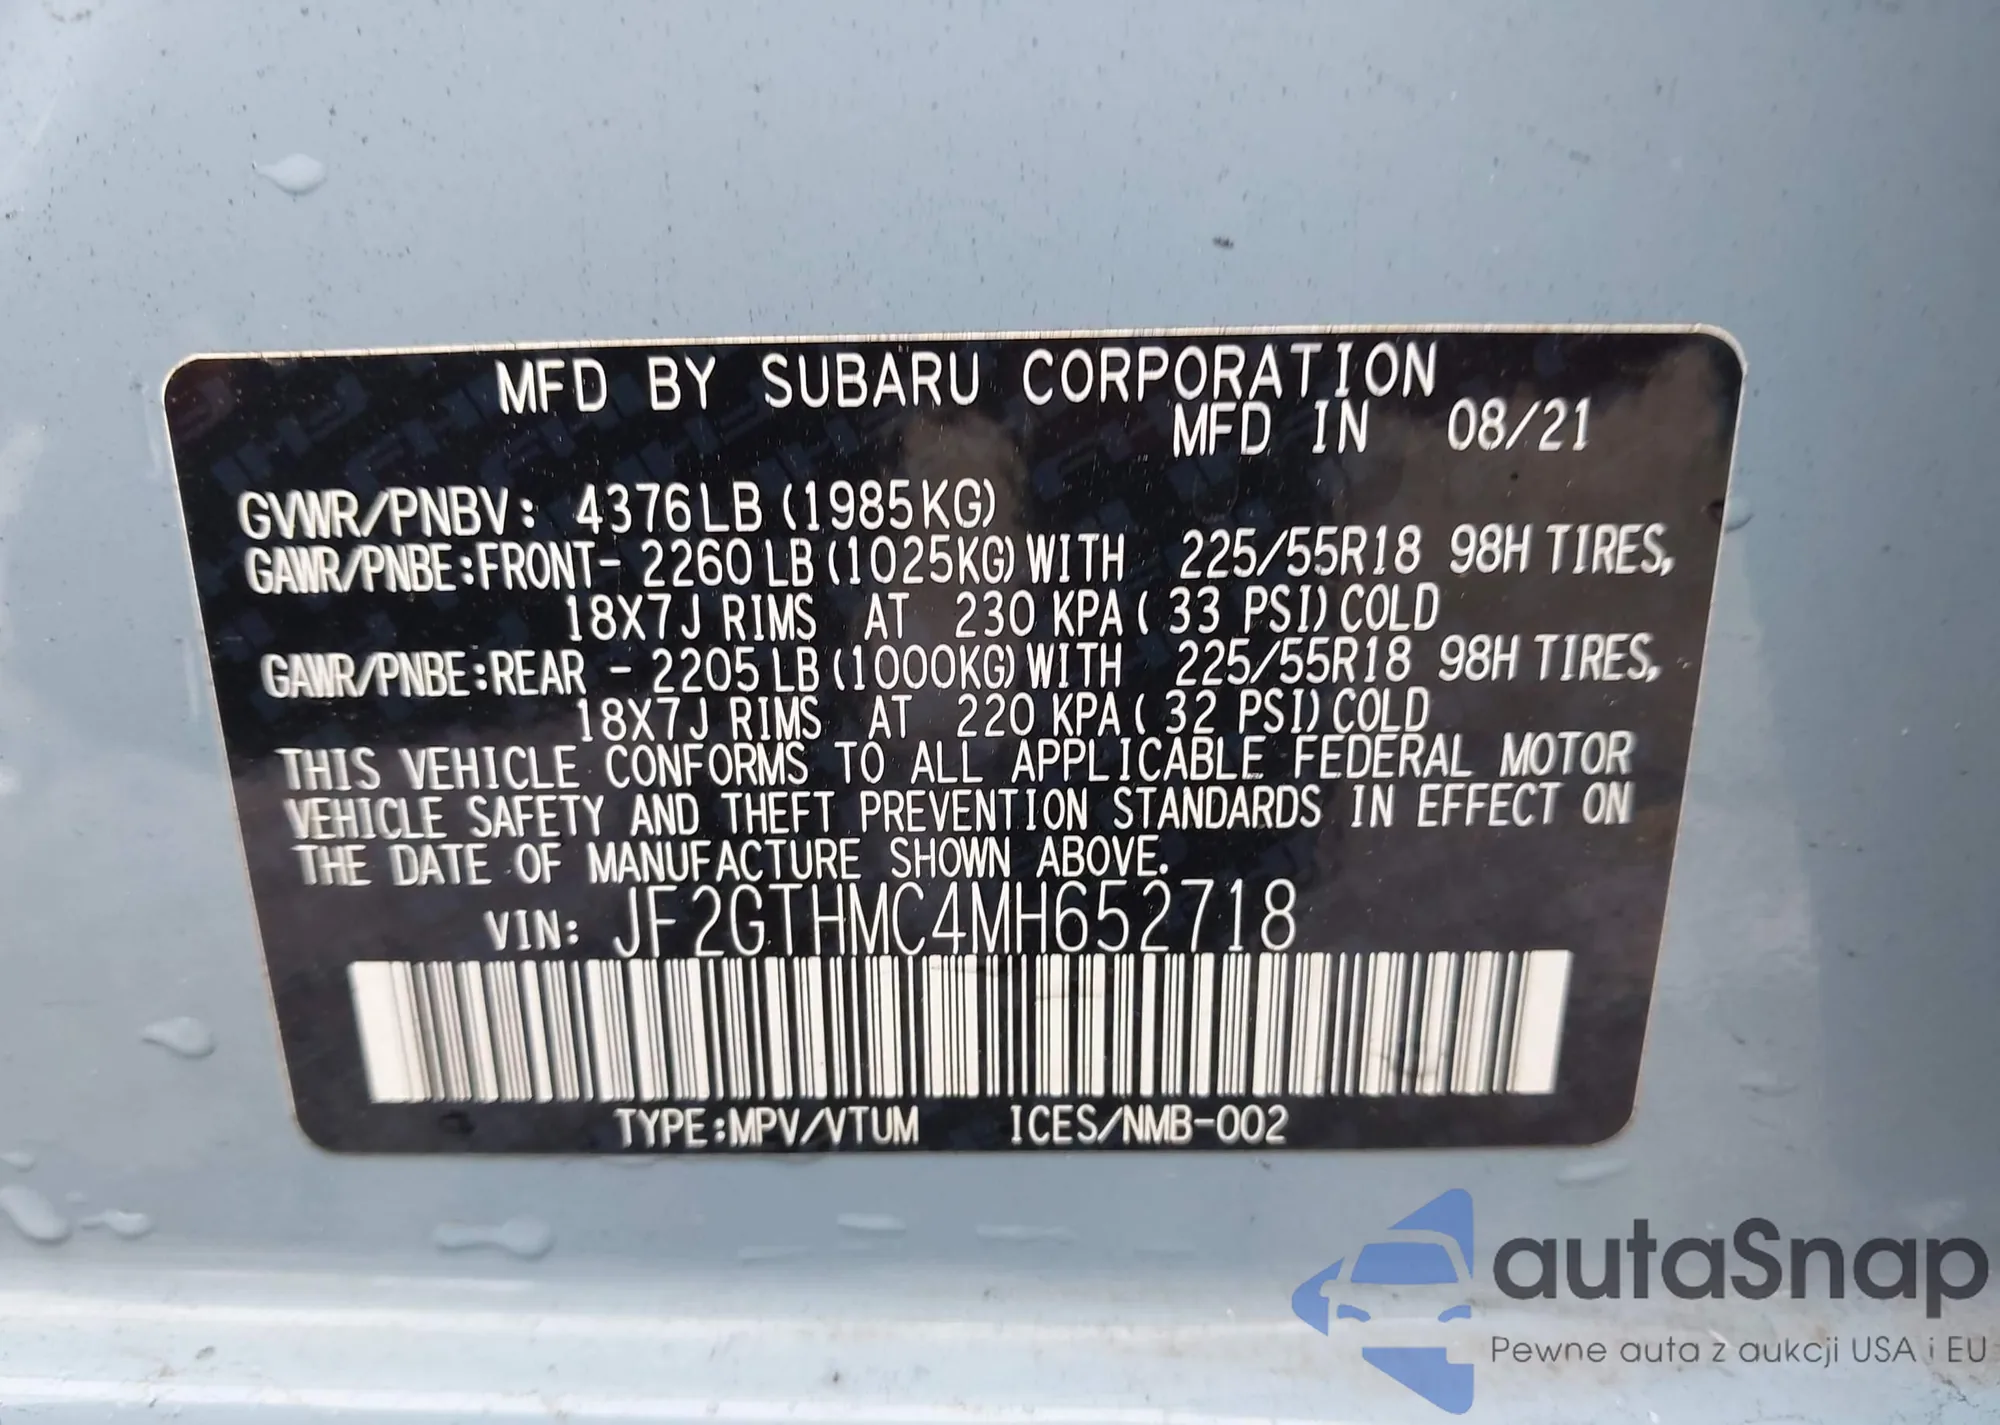 MFD BY SUBARU CORPORATION
MFD IN 08/21
GVWR/PNBV: 4376LB (1985KG)
GAWR/PNBE:FRONT- 2260 LB (1025KG) WITH 225/55R18 98H TIRES,
18X7J RIMS AT 230 KPA ( 33 PSI) COLD
GAWR/PNBE:REAR - 2205 LB (1000KG) WITH 225/55R18 98H TIRES,
18X7J RIMS AT 220 KPA ( 32 PSI) COLD
THIS VEHICLE CONFORMS TO ALL APPLICABLE FEDERAL MOTOR
VEHICLE SAFETY AND THEFT PREVENTION STANDARDS IN EFFECT ON
THE DATE OF MANUFACTURE SHOWN ABOVE.
VIN: JF2GTHMC4MH652718
TYPE:MPV/VTUM ICES/NMB-002
autaSnap
Pewne auta z aukcji USA i EU